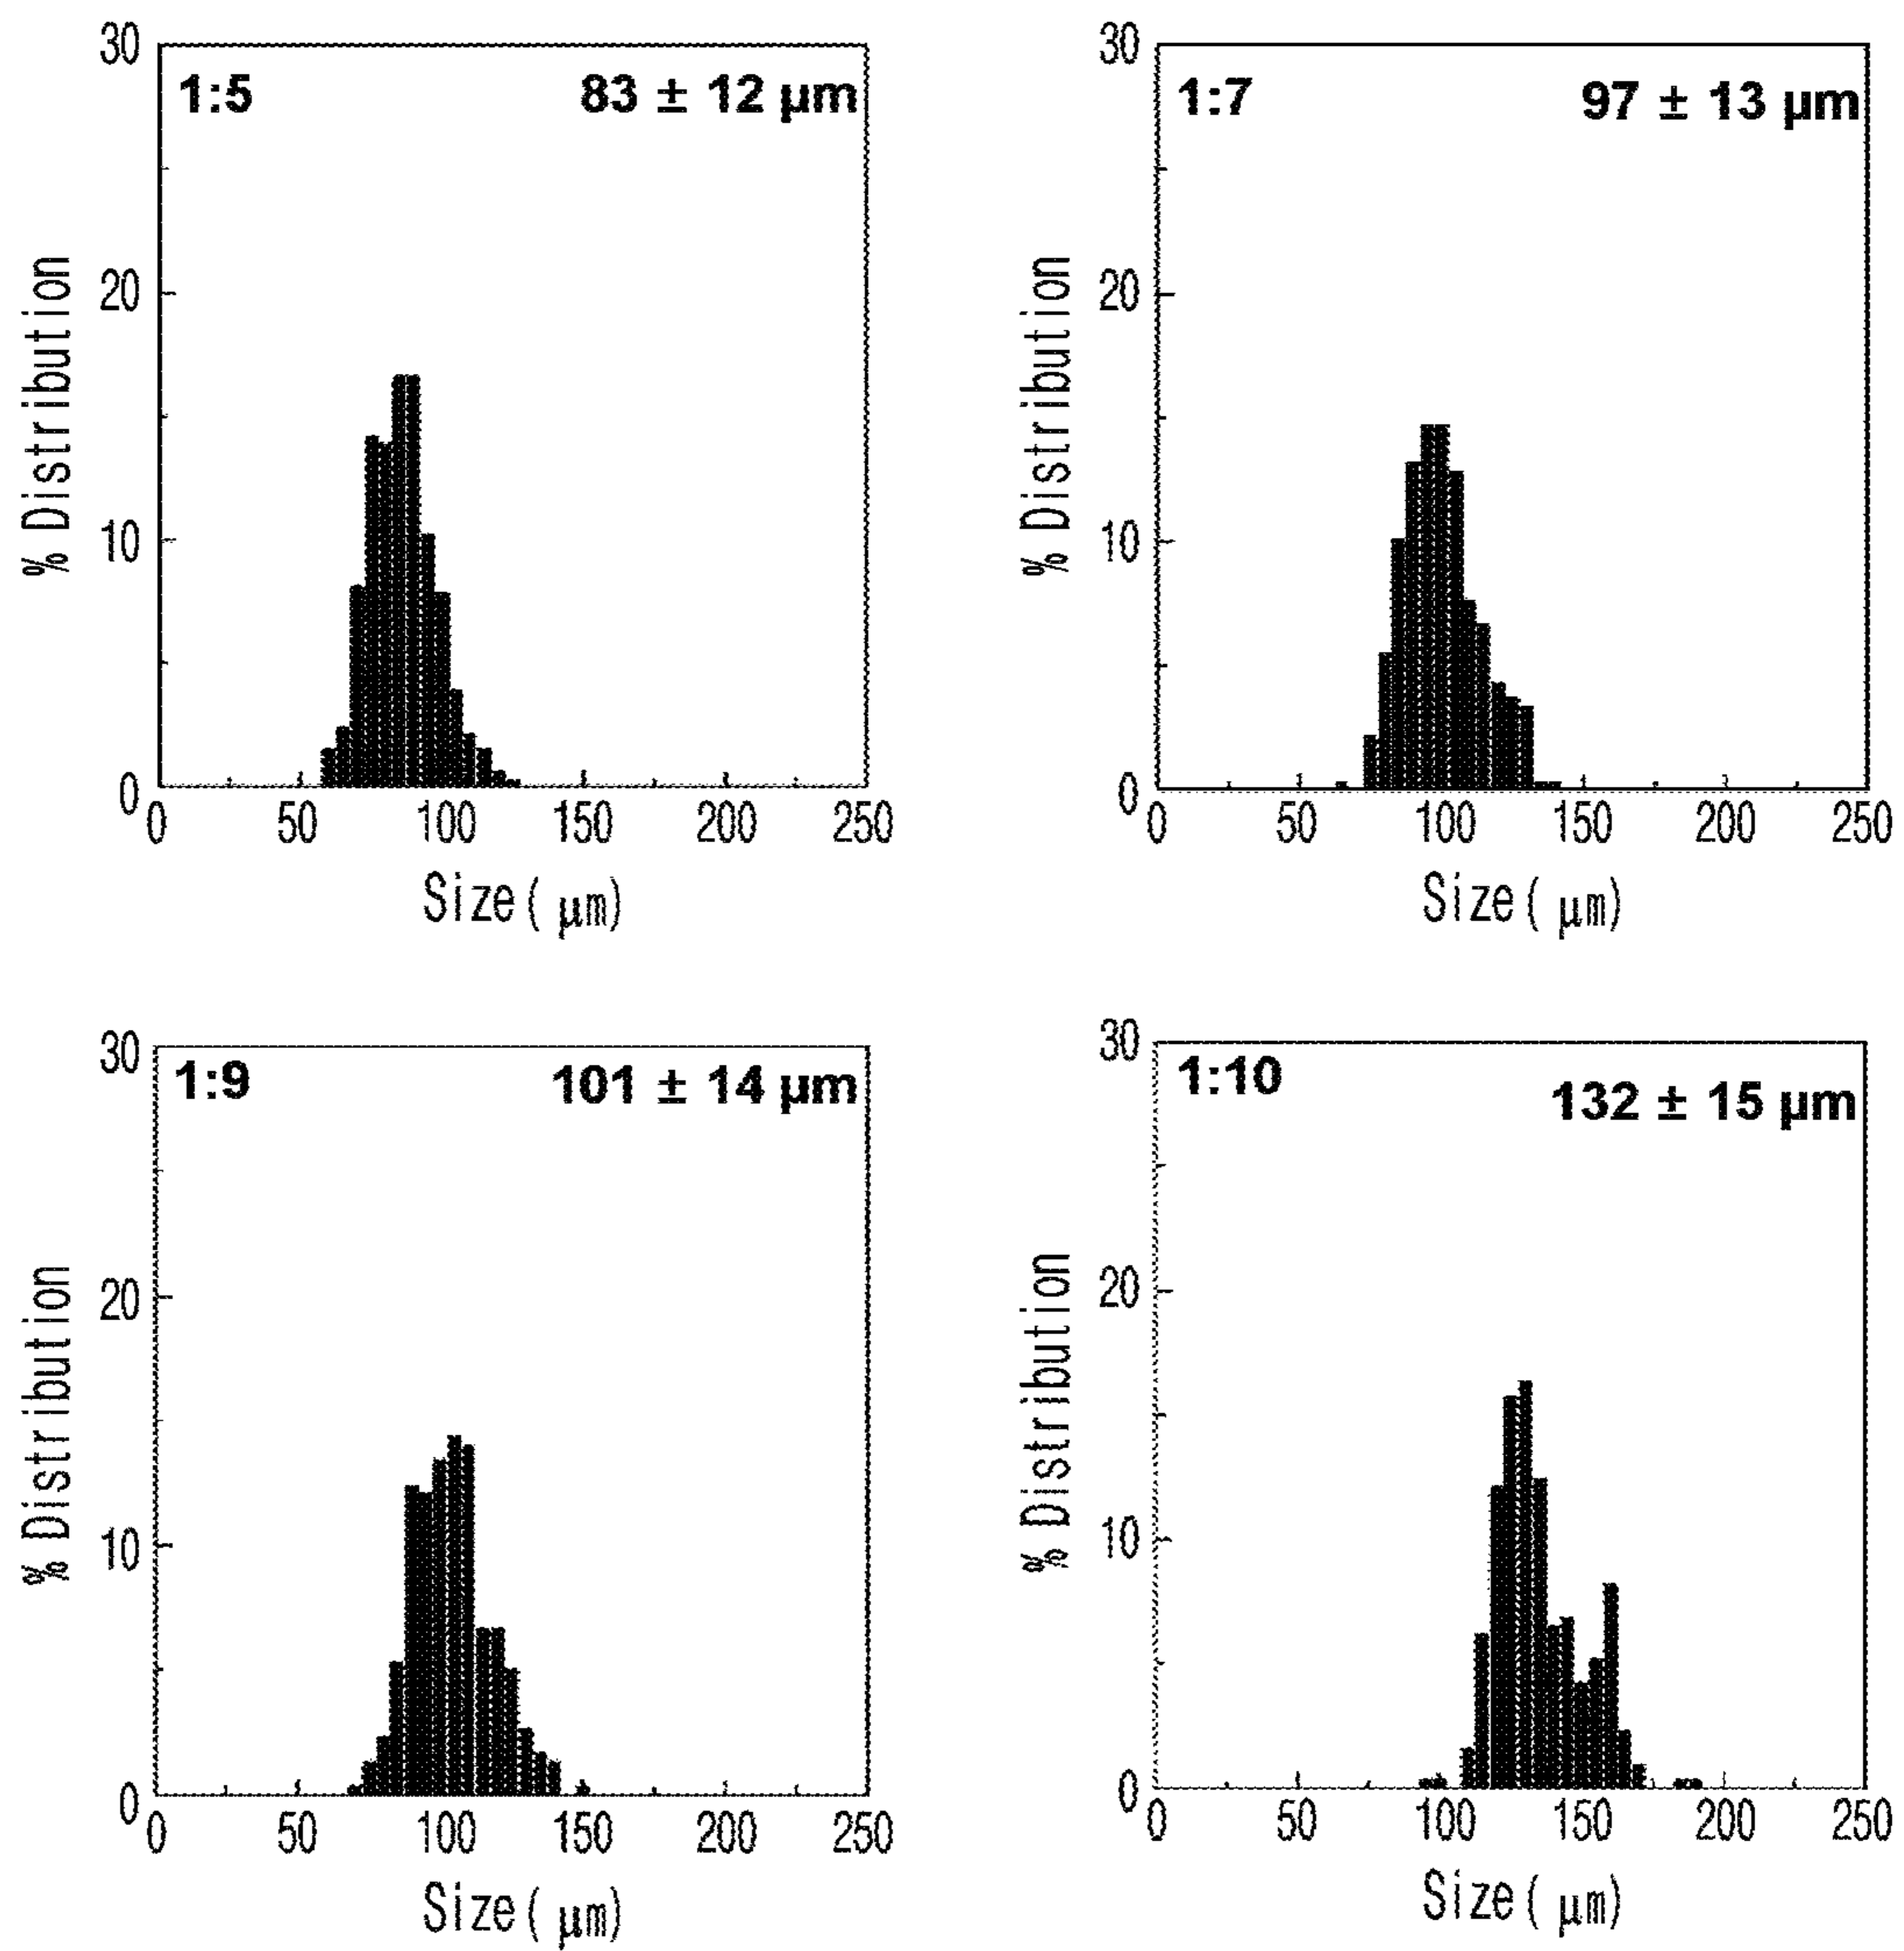 30
1:5 83 ± 12 µm
20
10
0
% Distribution
0 50 100 150 200 250
Size( µm)
30
1:7 97 ± 13 µm
20
10
0
% Distribution
0 50 100 150 200 250
Size( µm)
30
1:9 101 ± 14 µm
20
10
0
% Distribution
0 50 100 150 200 250
Size( µm)
30
1:10 132 ± 15 µm
20
10
0
% Distribution
0 50 100 150 200 250
Size( µm)